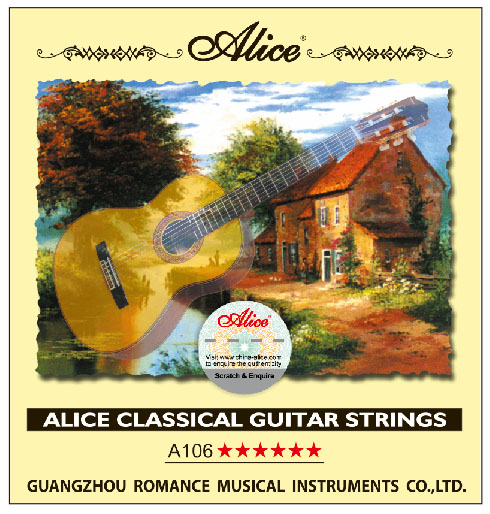 Alice®
Alice®
Visit www.china-alice.com
to enquire the authenticity
Scratch & Enquire
ALICE CLASSICAL GUITAR STRINGS
A106 ★★★★★★
GUANGZHOU ROMANCE MUSICAL INSTRUMENTS CO.,LTD.